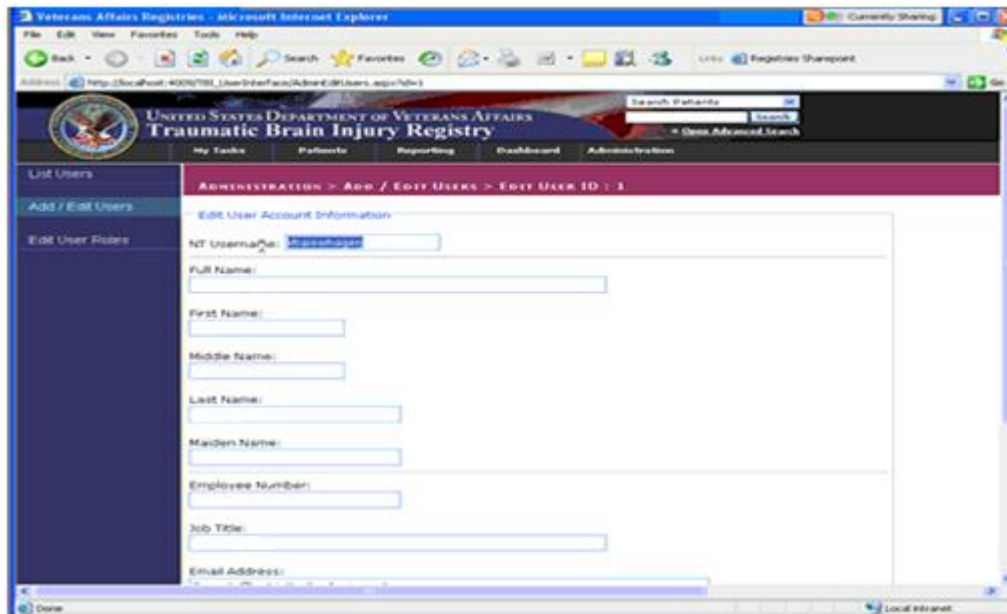 Veterans Affairs Registries - Microsoft Internet Explorer
Currently Sharing
File Edit View Favorites Tools Help
Back Search Favorites
Links Registries Sharepoint
Address Go
UNITED STATES DEPARTMENT OF VETERANS AFFAIRS
Traumatic Brain Injury Registry
Search Patients
Search
Open Advanced Search
My Tasks Patients Reporting Dashboard Administration
List Users
Add / Edit Users
Edit User Roles
ADMINISTRATION > ADD / EDIT USERS > EDIT USER ID : 1
Edit User Account Information
NT Username:
Full Name:
First Name:
Middle Name:
Last Name:
Maiden Name:
Employee Number:
Job Title:
Email Address:
Done
Local intranet